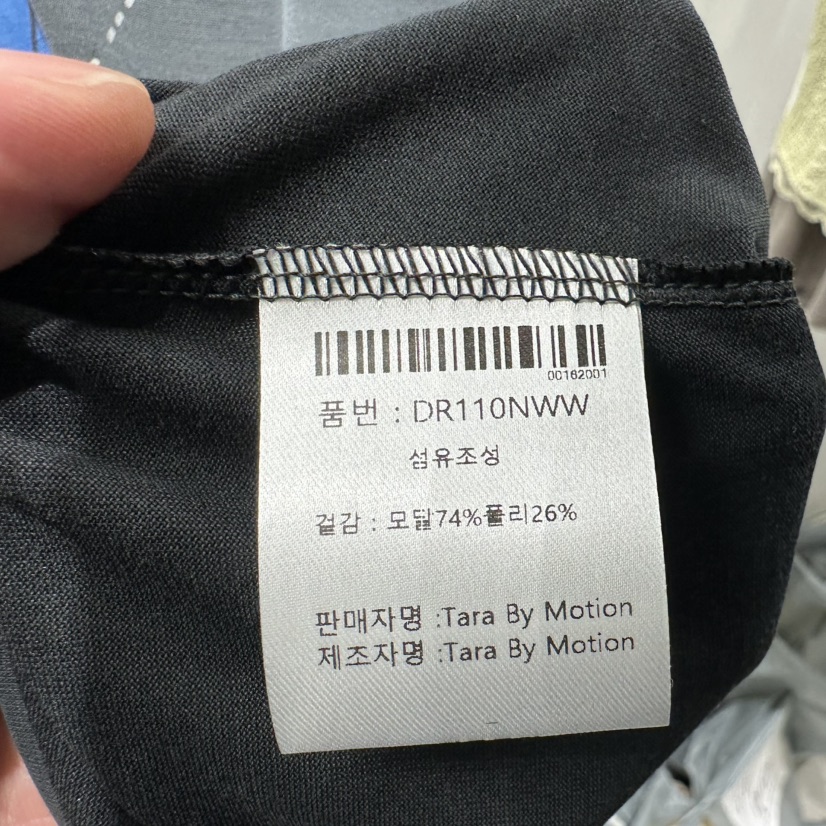 00162001
품번 : DR110NWW
섬유조성
겉감 : 모달74%폴리26%
판매자명 :Tara By Motion
제조자명 :Tara By Motion